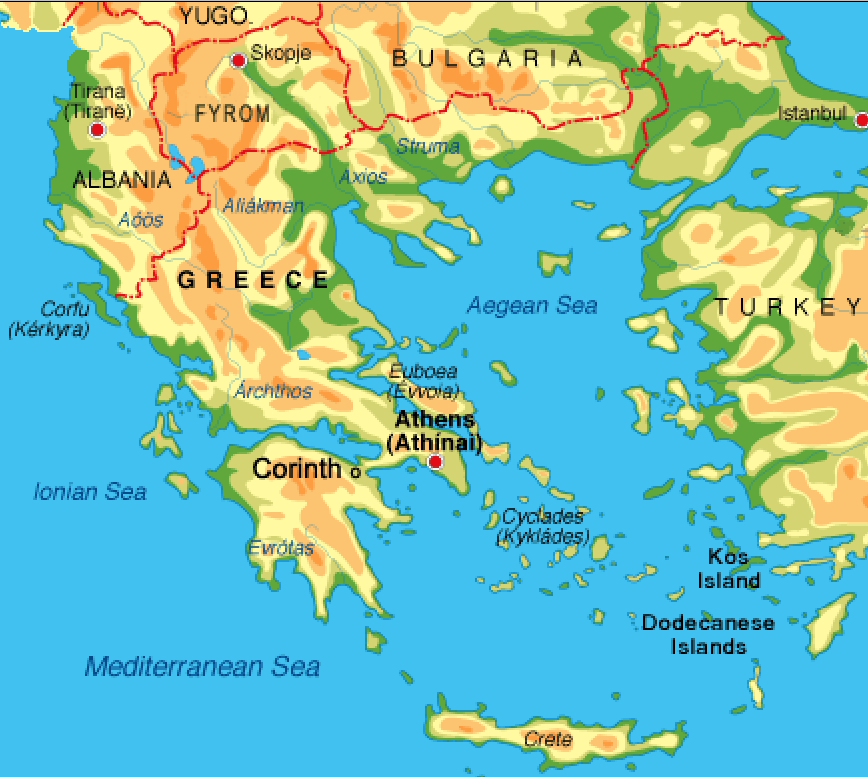 YUGO.
Skopje
BULGARIA
Tirana
(Tiranë)
FYROM
Istanbul
Struma
ALBANIA
Axios
Aóös
Aliákman
GREECE
Corfu
(Kérkyra)
Aegean Sea
TURKEY
Euboea
(Évvoia)
Árchthos
Athens
(Athínai)
Corinth
Ionian Sea
Cyclades
(Kykládes)
Evrótas
Kos
Island
Dodecanese
Islands
Mediterranean Sea
Crete